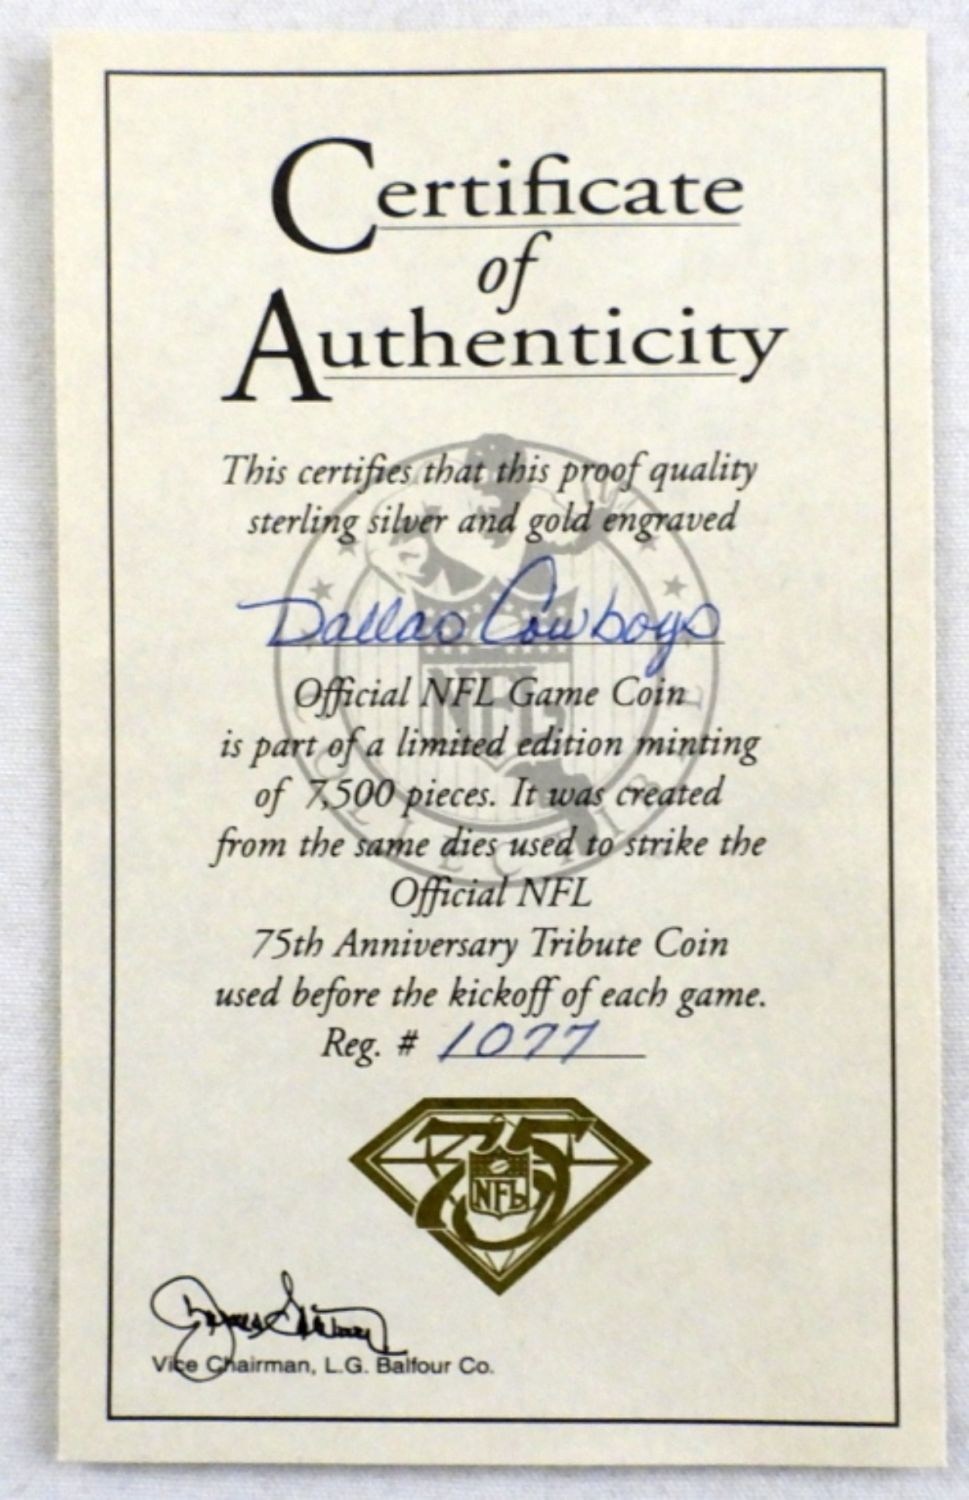 Certificate
of
Authenticity
This certifies that this proof quality
sterling silver and gold engraved
Dallas Cowboys
Official NFL Game Coin
is part of a limited edition minting
of 7,500 pieces. It was created
from the same dies used to strike the
Official NFL
75th Anniversary Tribute Coin
used before the kickoff of each game.
Reg. # 1077
75
NFL
Vice Chairman, L.G. Balfour Co.